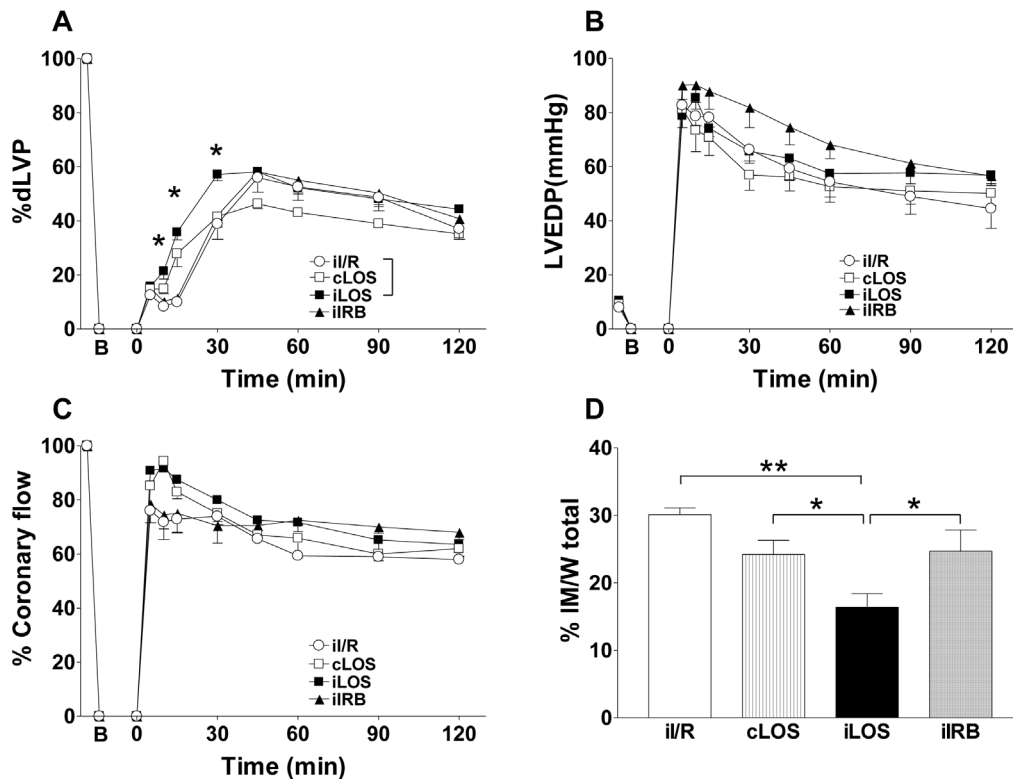 A
%dLVP
100
80
60
40
20
0
*
*
*
iI/R
cLOS
iLOS
iIRB
B
0
30
60
90
120
Time (min)
B
LVEDP(mmHg)
100
80
60
40
20
0
iI/R
cLOS
iLOS
iIRB
B
0
30
60
90
120
Time (min)
C
% Coronary flow
100
80
60
40
20
0
iI/R
cLOS
iLOS
iIRB
B
0
30
60
90
120
Time (min)
D
% IM/W total
40
30
20
10
0
**
*
*
iI/R
cLOS
iLOS
iIRB